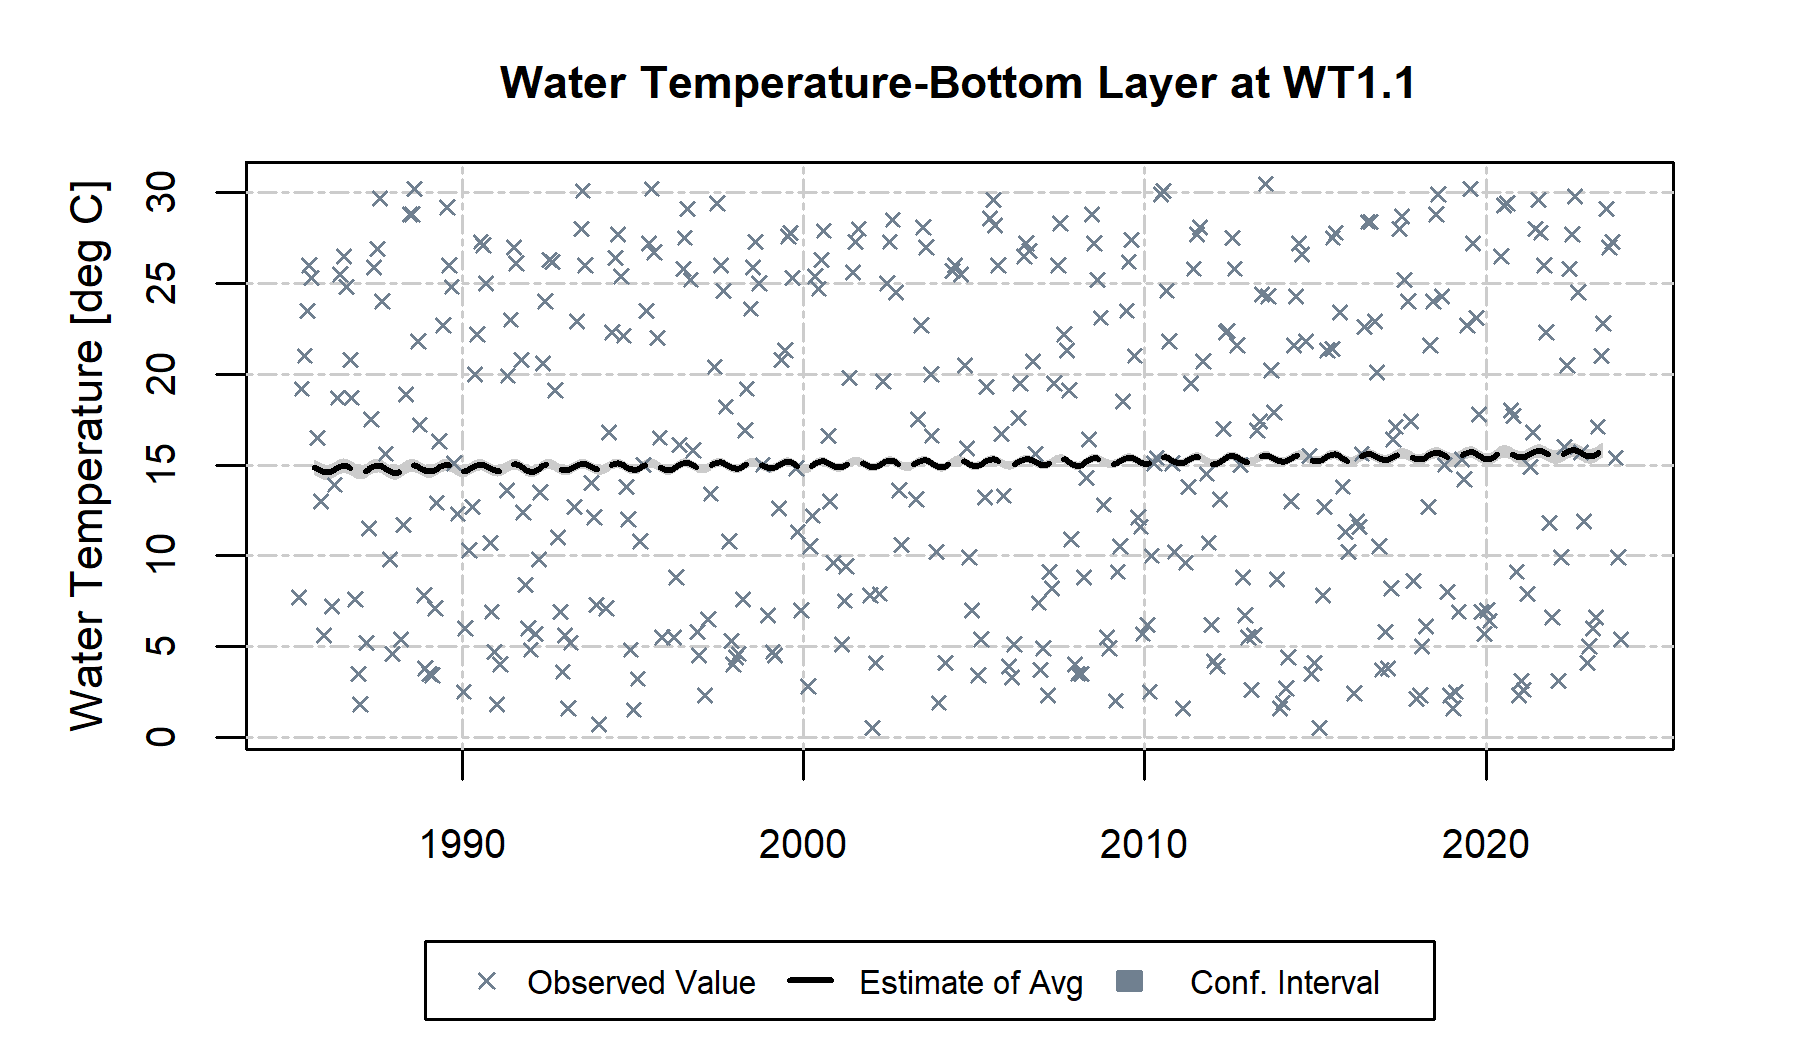 Water Temperature-Bottom Layer at WT1.1
Water Temperature [deg C]
30
25
20
15
10
5
0
1990 2000 2010 2020
Observed Value Estimate of Avg Conf. Interval